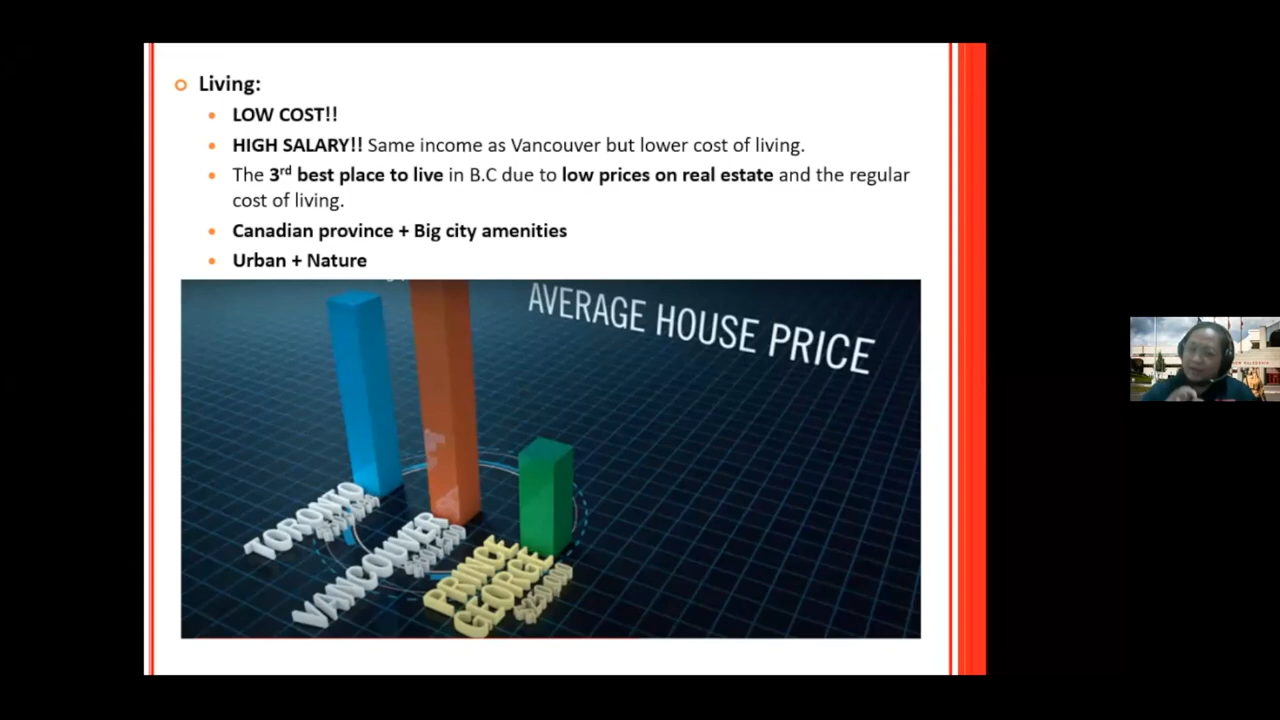 Living:
LOW COST!!
HIGH SALARY!! Same income as Vancouver but lower cost of living.
The 3rd best place to live in B.C due to low prices on real estate and the regular
cost of living.
Canadian province + Big city amenities
Urban + Nature
AVERAGE HOUSE PRICE
TORONTO
VANCOUVER
PRINCE
GEORGE